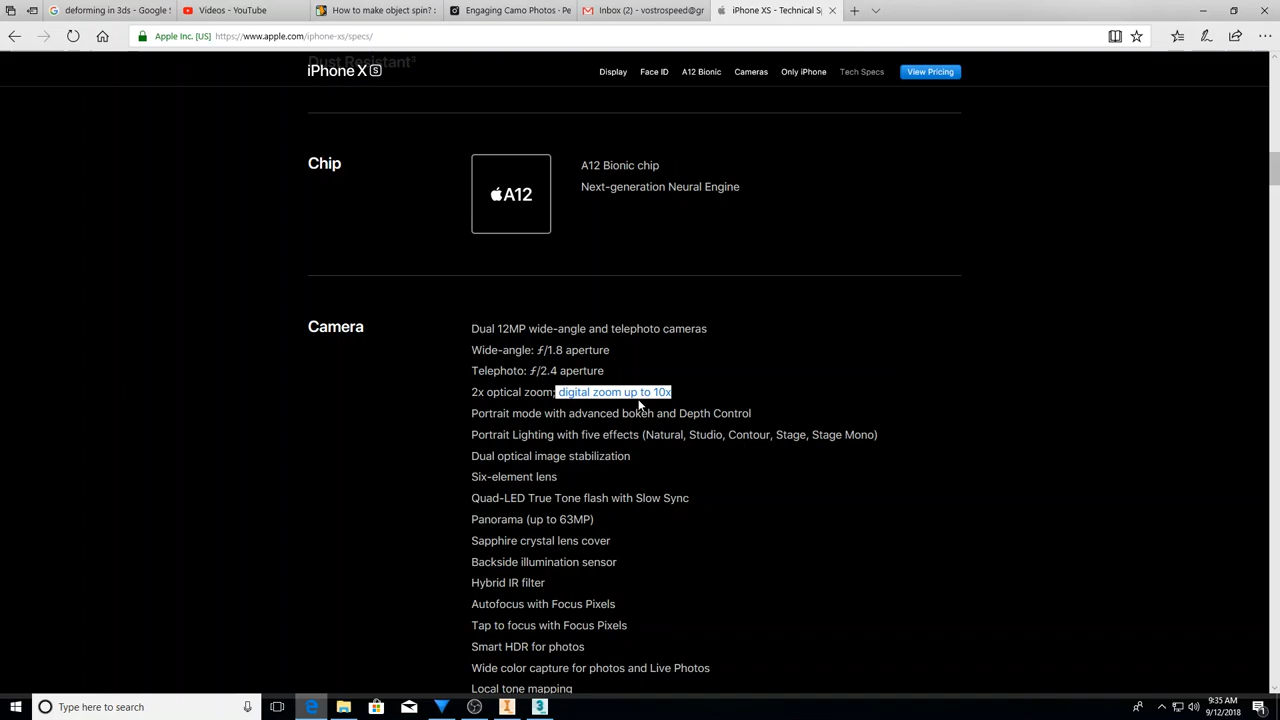 deforming in 3ds - Google S
Videos - YouTube
How to make object spin? :
Engaging Camo Photos - Pe
Inbox (2) - vostrospeed@gr
iPhone XS - Technical Sp
Apple Inc. [US] https://www.apple.com/iphone-xs/specs/
Dust Resistant³
iPhone XS
Display
Face ID
A12 Bionic
Cameras
Only iPhone
Tech Specs
View Pricing
Chip
A12
A12 Bionic chip
Next-generation Neural Engine
Camera
Dual 12MP wide-angle and telephoto cameras
Wide-angle: ƒ/1.8 aperture
Telephoto: ƒ/2.4 aperture
2x optical zoom; digital zoom up to 10x
Portrait mode with advanced bokeh and Depth Control
Portrait Lighting with five effects (Natural, Studio, Contour, Stage, Stage Mono)
Dual optical image stabilization
Six-element lens
Quad-LED True Tone flash with Slow Sync
Panorama (up to 63MP)
Sapphire crystal lens cover
Backside illumination sensor
Hybrid IR filter
Autofocus with Focus Pixels
Tap to focus with Focus Pixels
Smart HDR for photos
Wide color capture for photos and Live Photos
Local tone mapping
Type here to search
9:35 AM
9/12/2018